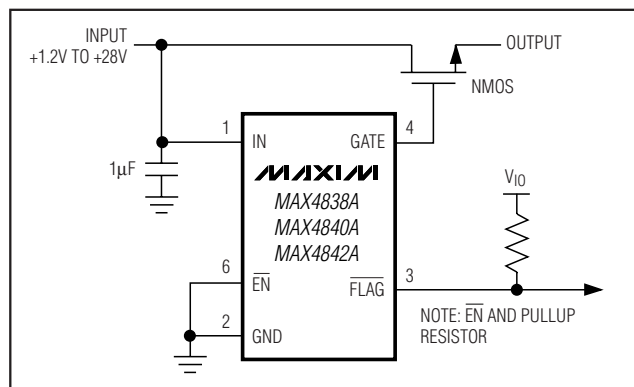 INPUT
+1.2V TO +28V
OUTPUT
NMOS
1
IN
GATE
4
1µF
MAXIM
MAX4838A
MAX4840A
MAX4842A
VIO
6
EN
FLAG
3
2
GND
NOTE: EN AND PULLUP
RESISTOR